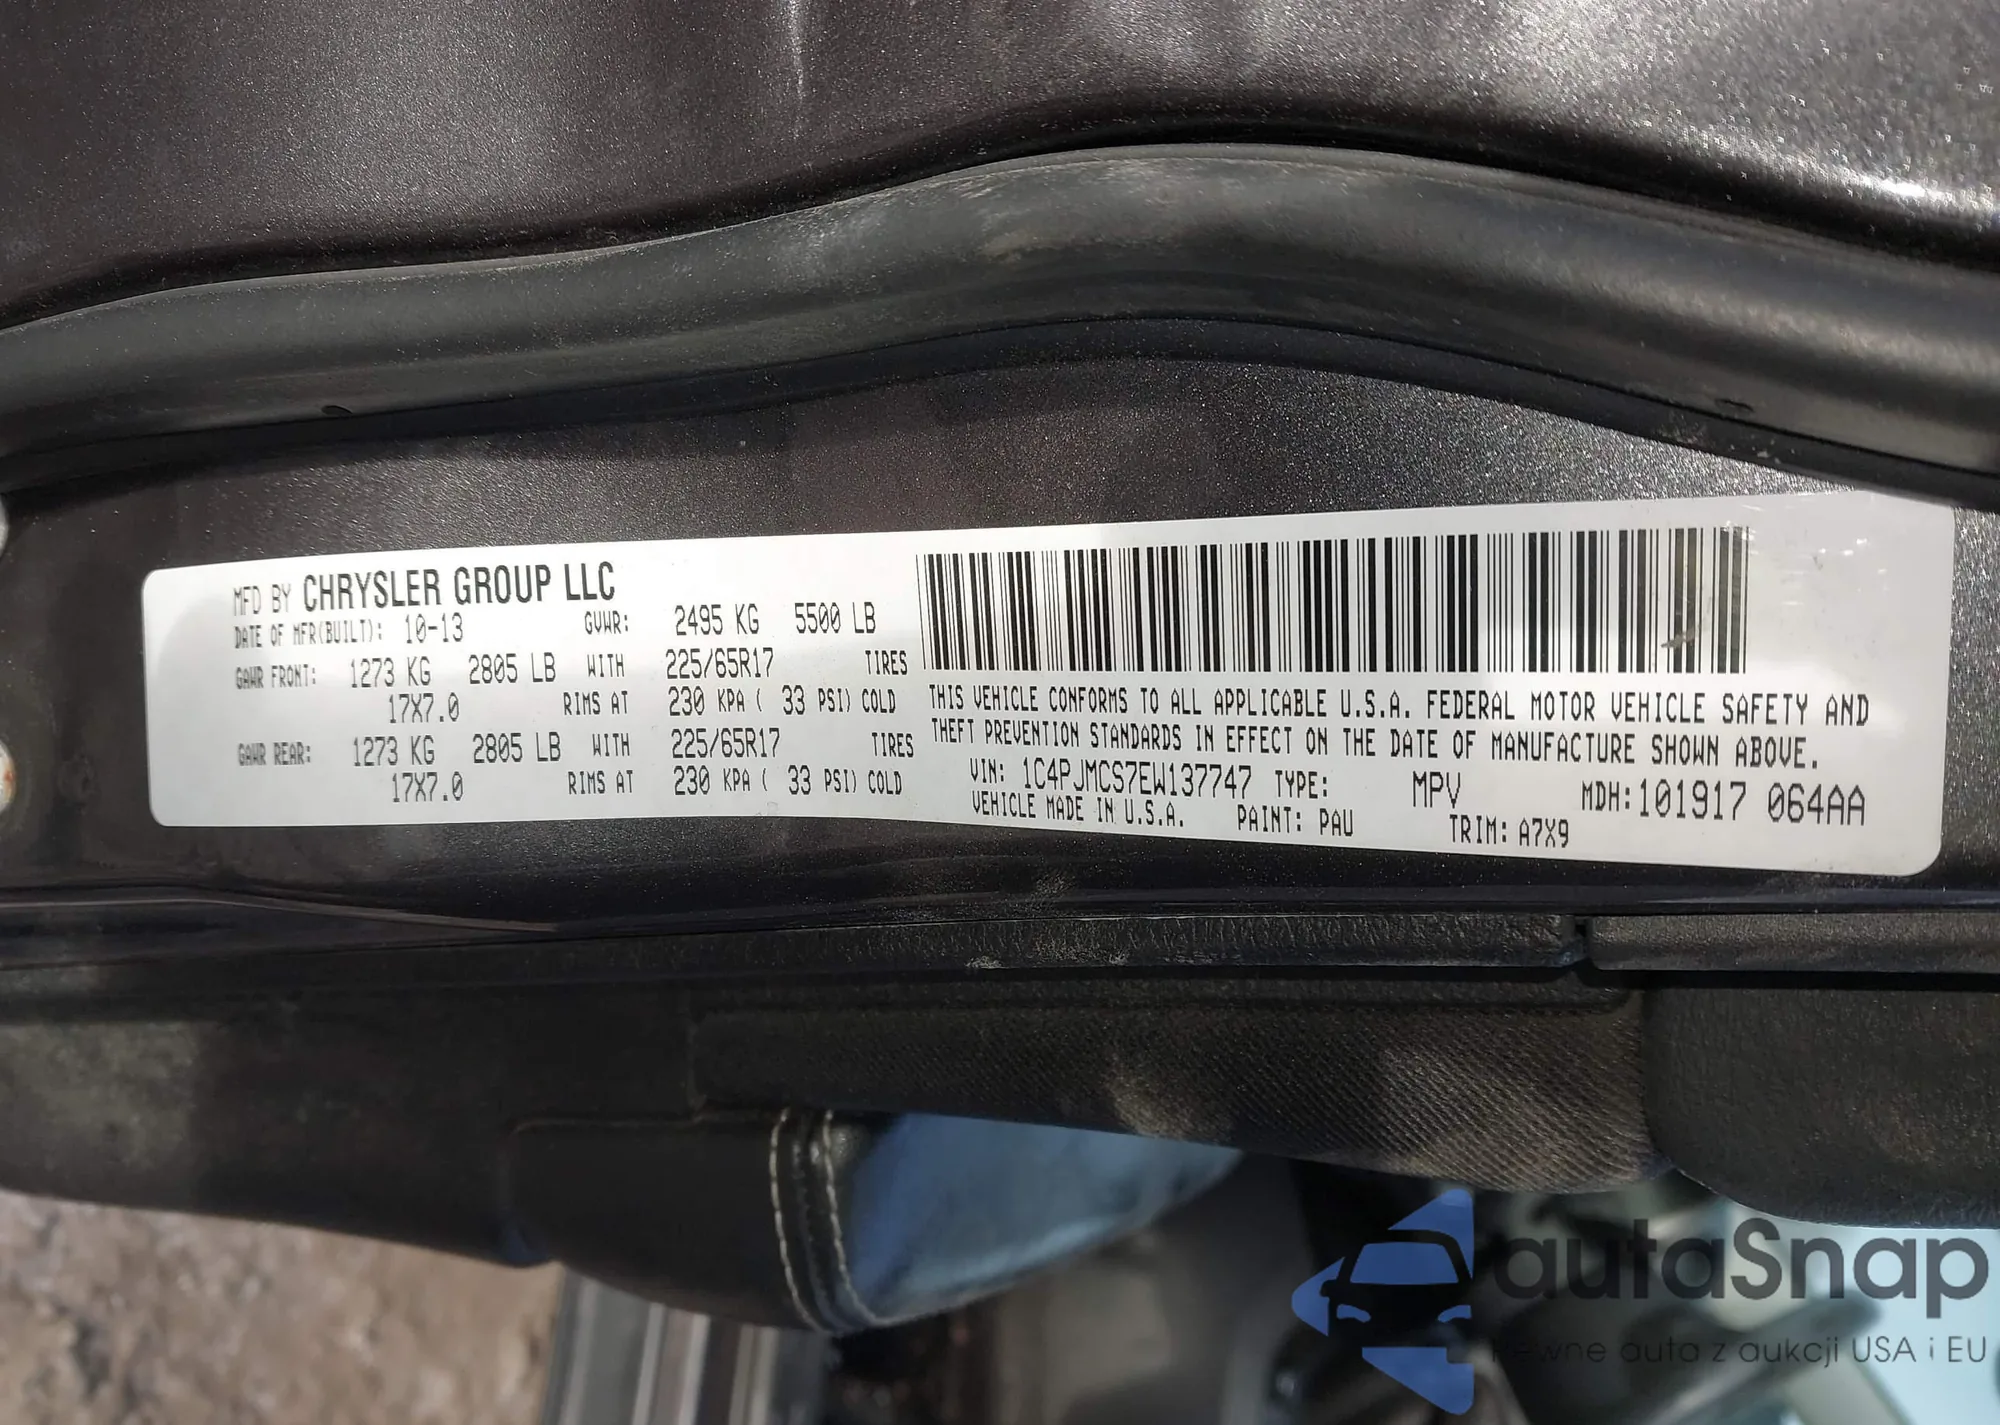 MFD BY CHRYSLER GROUP LLC
DATE OF MFR(BUILT): 10-13 GVWR: 2495 KG 5500 LB
GAWR FRONT: 1273 KG 2805 LB WITH 225/65R17 TIRES
17X7.0 RIMS AT 230 KPA ( 33 PSI) COLD
GAWR REAR: 1273 KG 2805 LB WITH 225/65R17 TIRES
17X7.0 RIMS AT 230 KPA ( 33 PSI) COLD
THIS VEHICLE CONFORMS TO ALL APPLICABLE U.S.A. FEDERAL MOTOR VEHICLE SAFETY AND
THEFT PREVENTION STANDARDS IN EFFECT ON THE DATE OF MANUFACTURE SHOWN ABOVE.
VIN: 1C4PJMCS7EW137747 TYPE: MPV MDH:101917 064AA
VEHICLE MADE IN U.S.A. PAINT: PAU TRIM: A7X9
autaSnap
Pewne auta z aukcji USA i EU